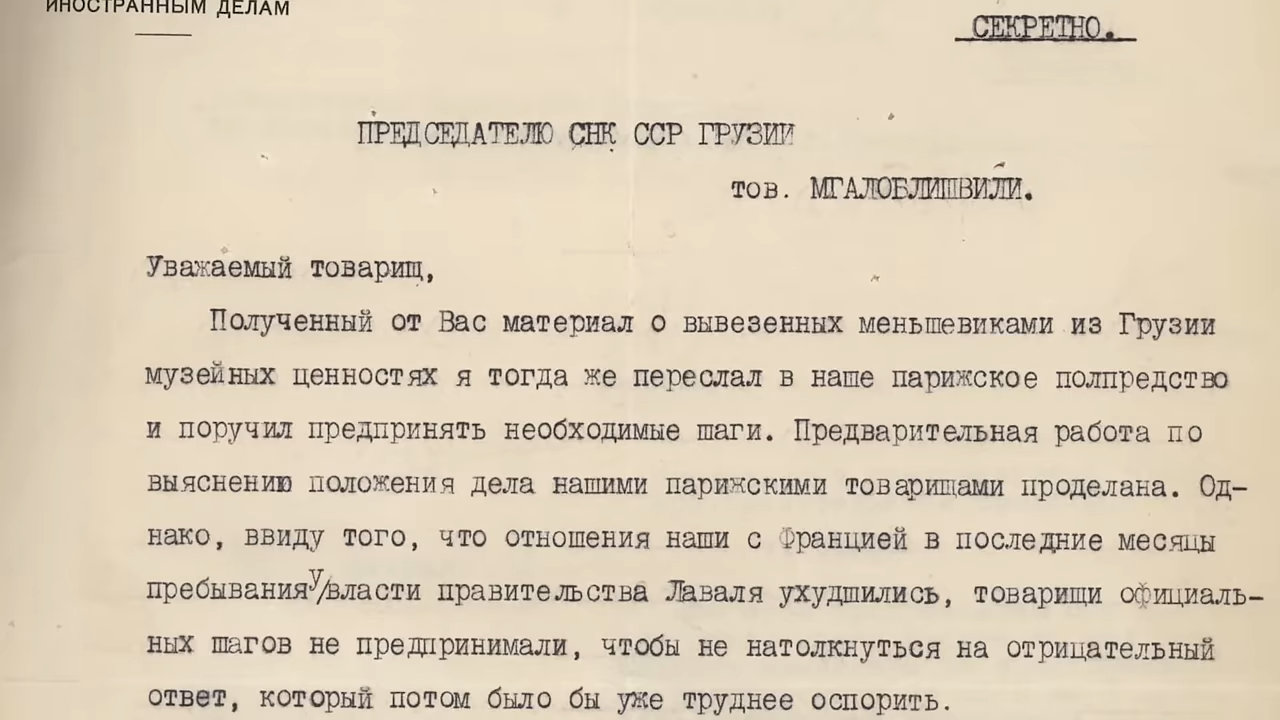 ИНОСТРАННЫМ ДЕЛАМ
СЕКРЕТНО.
ПРЕДСЕДАТЕЛЮ СНК ССР ГРУЗИИ
тов. МГАЛОБЛИШВИЛИ.
Уважаемый товарищ,
Полученный от Вас материал о вывезенных меньшевиками из Грузии
музейных ценностях я тогда же переслал в наше парижское полпредство
и поручил предпринять необходимые шаги. Предварительная работа по
выяснению положения дела нашими парижскими товарищами проделана. Од-
нако, ввиду того, что отношения наши с Францией в последние месяцы
пребывания у/власти правительства Лаваля ухудшились, товарищи официаль-
ных шагов не предпринимали, чтобы не натолкнуться на отрицательный
ответ, который потом было бы уже труднее оспорить.